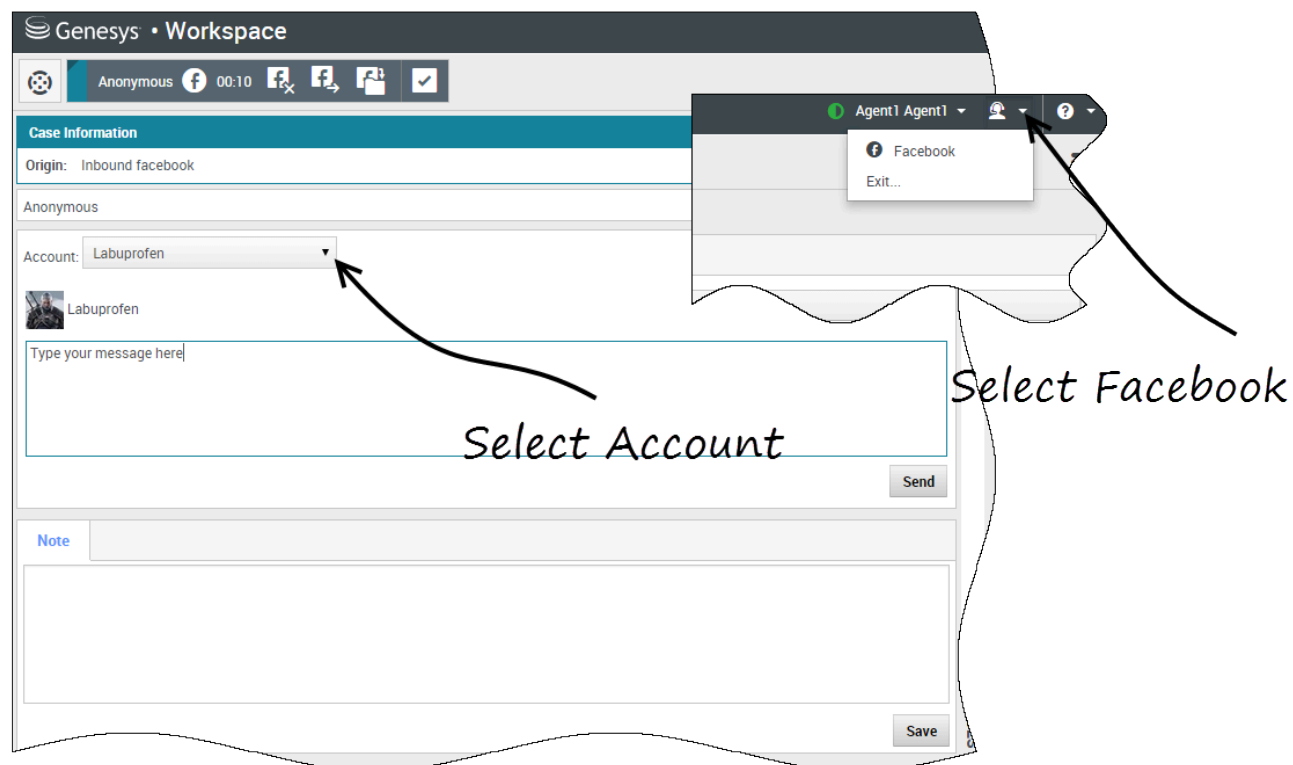 Genesys • Workspace
Anonymous 00:10
Agent1 Agent1
Case Information
Facebook
Origin: Inbound facebook
Exit...
Anonymous
Account: Labuprofen
Labuprofen
Type your message here
Select Facebook
Select Account
Send
Note
Save